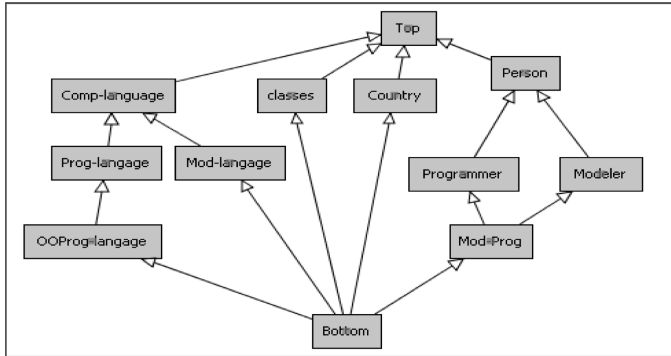 Top
Person
Comp-language
classes
Country
Prog-langage
Mod-langage
Programmer
Modeler
OOProg-langage
Mod-Prog
Bottom